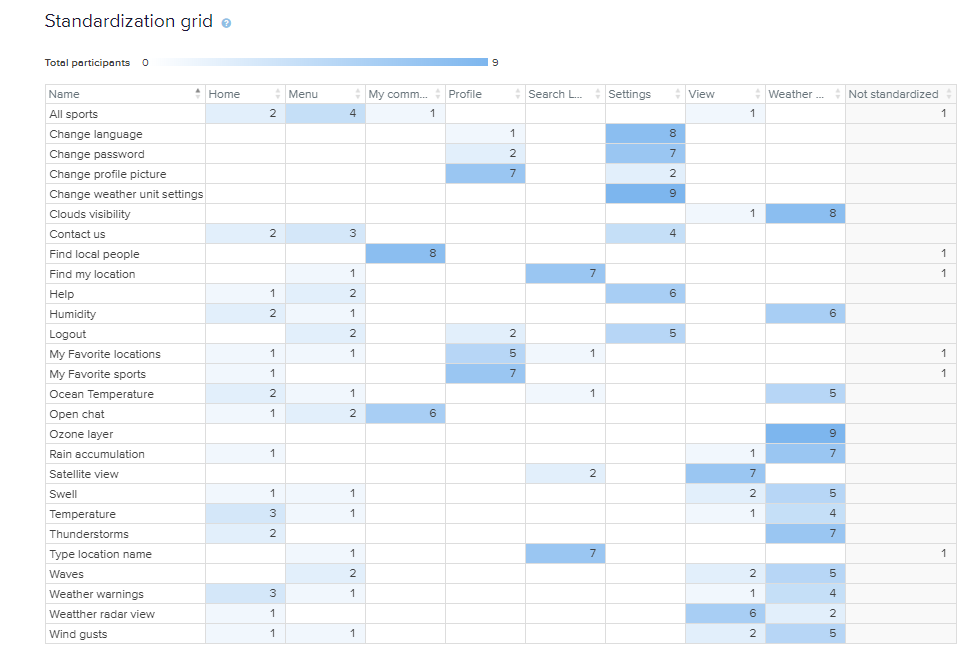 Standardization grid ?
Total participants 0 9
Name Home Menu My comm... Profile Search L... Settings View Weather ... Not standardized
All sports 2 4 1 1 1
Change language 1 8
Change password 2 7
Change profile picture 7 2
Change weather unit settings 9
Clouds visibility 1 8
Contact us 2 3 4
Find local people 8 1
Find my location 1 7 1
Help 1 2 6
Humidity 2 1 6
Logout 2 2 5
My Favorite locations 1 1 5 1 1
My Favorite sports 1 7 1
Ocean Temperature 2 1 1 5
Open chat 1 2 6
Ozone layer 9
Rain accumulation 1 1 7
Satellite view 2 7
Swell 1 1 2 5
Temperature 3 1 1 4
Thunderstorms 2 7
Type location name 1 7 1
Waves 2 2 5
Weather warnings 3 1 1 4
Weatther radar view 1 6 2
Wind gusts 1 1 2 5